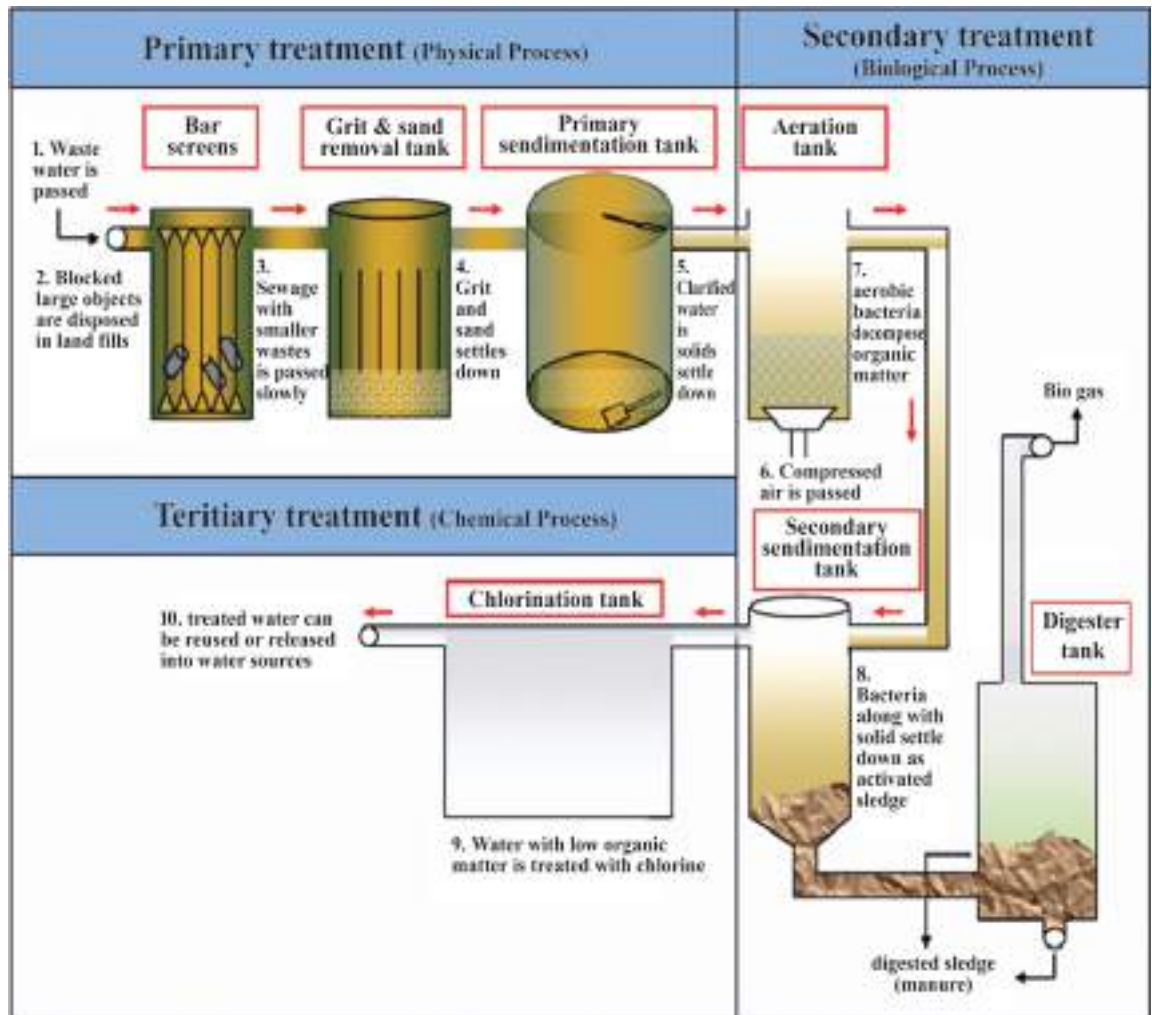 Primary treatment (Physical Process)
Secondary treatment
(Biological Process)
Bar
screens
Grit & sand
removal tank
Primary
sendimentation tank
Aeration
tank
1. Waste
water is
passed
2. Blocked
large objects
are disposed
in land fills
3.
Sewage
with
smaller
wastes
is passed
slowly
4.
Grit
and
sand
settles
down
5.
Clarified
water
is
solids
settle
down
7.
aerobic
bacteria
docompose
organic
matter
6. Compressed
air is passed
Bio gas
Teritiary treatment (Chemical Process)
Secondary
sendimentation
tank
Chlorination tank
Digester
tank
10. treated water can
be reused or released
into water sources
8.
Bacteria
along with
solid settle
down as
activated
sledge
9. Water with low organic
matter is treated with chlorine
digested sledge
(manure)